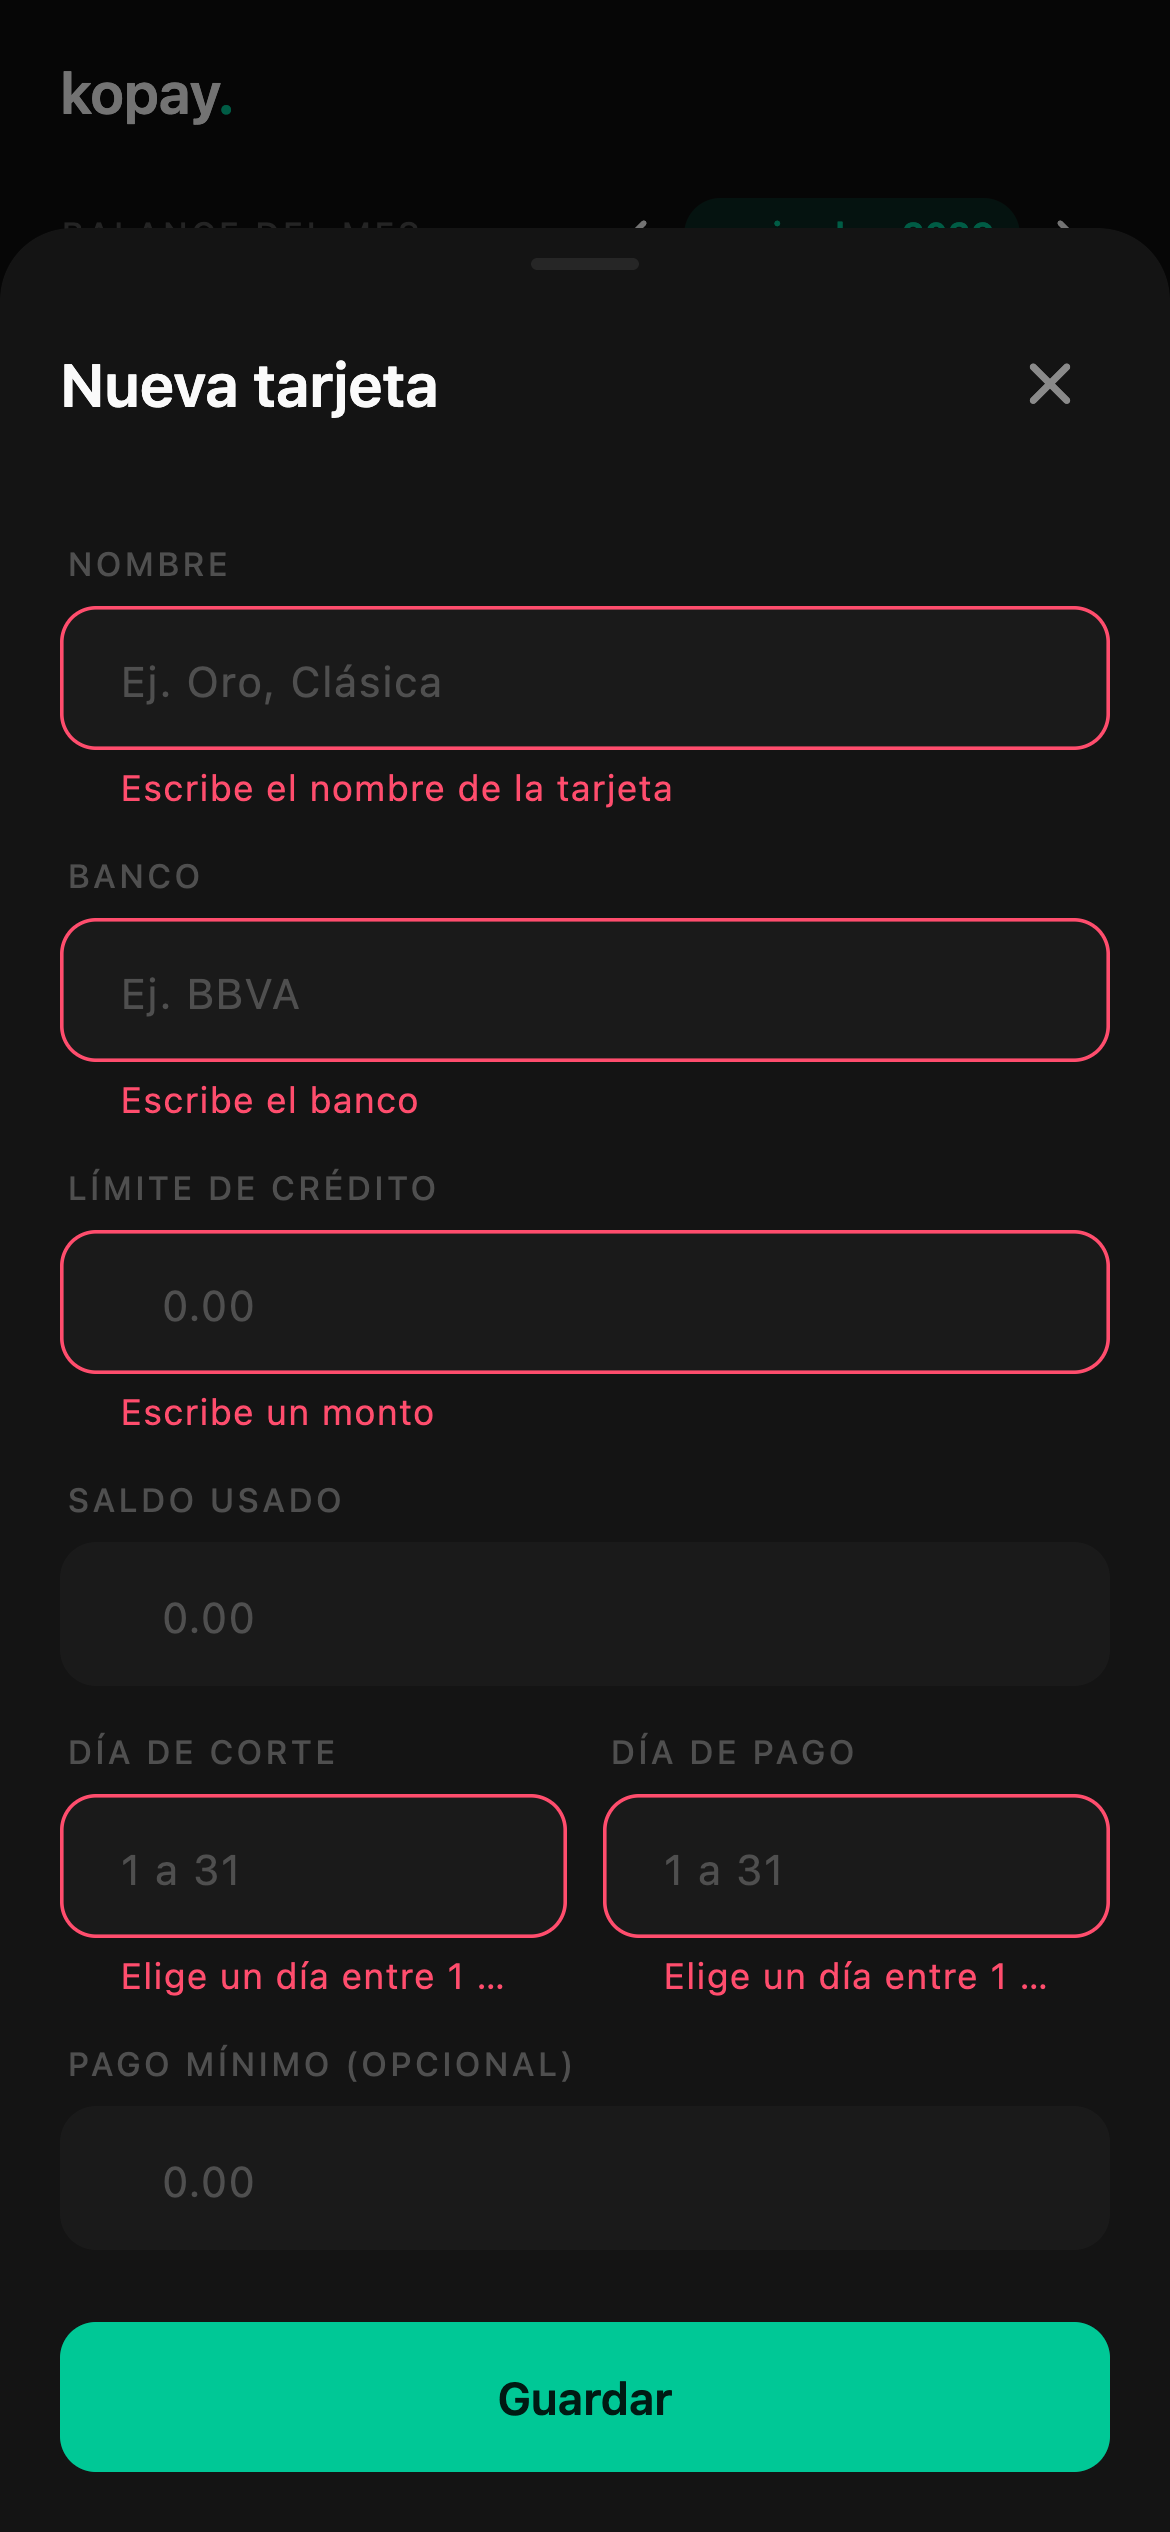 kopay.
BALANCE DEL MES
Nueva tarjeta
NOMBRE
Ej. Oro, Clásica
Escribe el nombre de la tarjeta
BANCO
Ej. BBVA
Escribe el banco
LÍMITE DE CRÉDITO
0.00
Escribe un monto
SALDO USADO
0.00
DÍA DE CORTE
DÍA DE PAGO
1 a 31
1 a 31
Elige un día entre 1 ...
Elige un día entre 1 ...
PAGO MÍNIMO (OPCIONAL)
0.00
Guardar